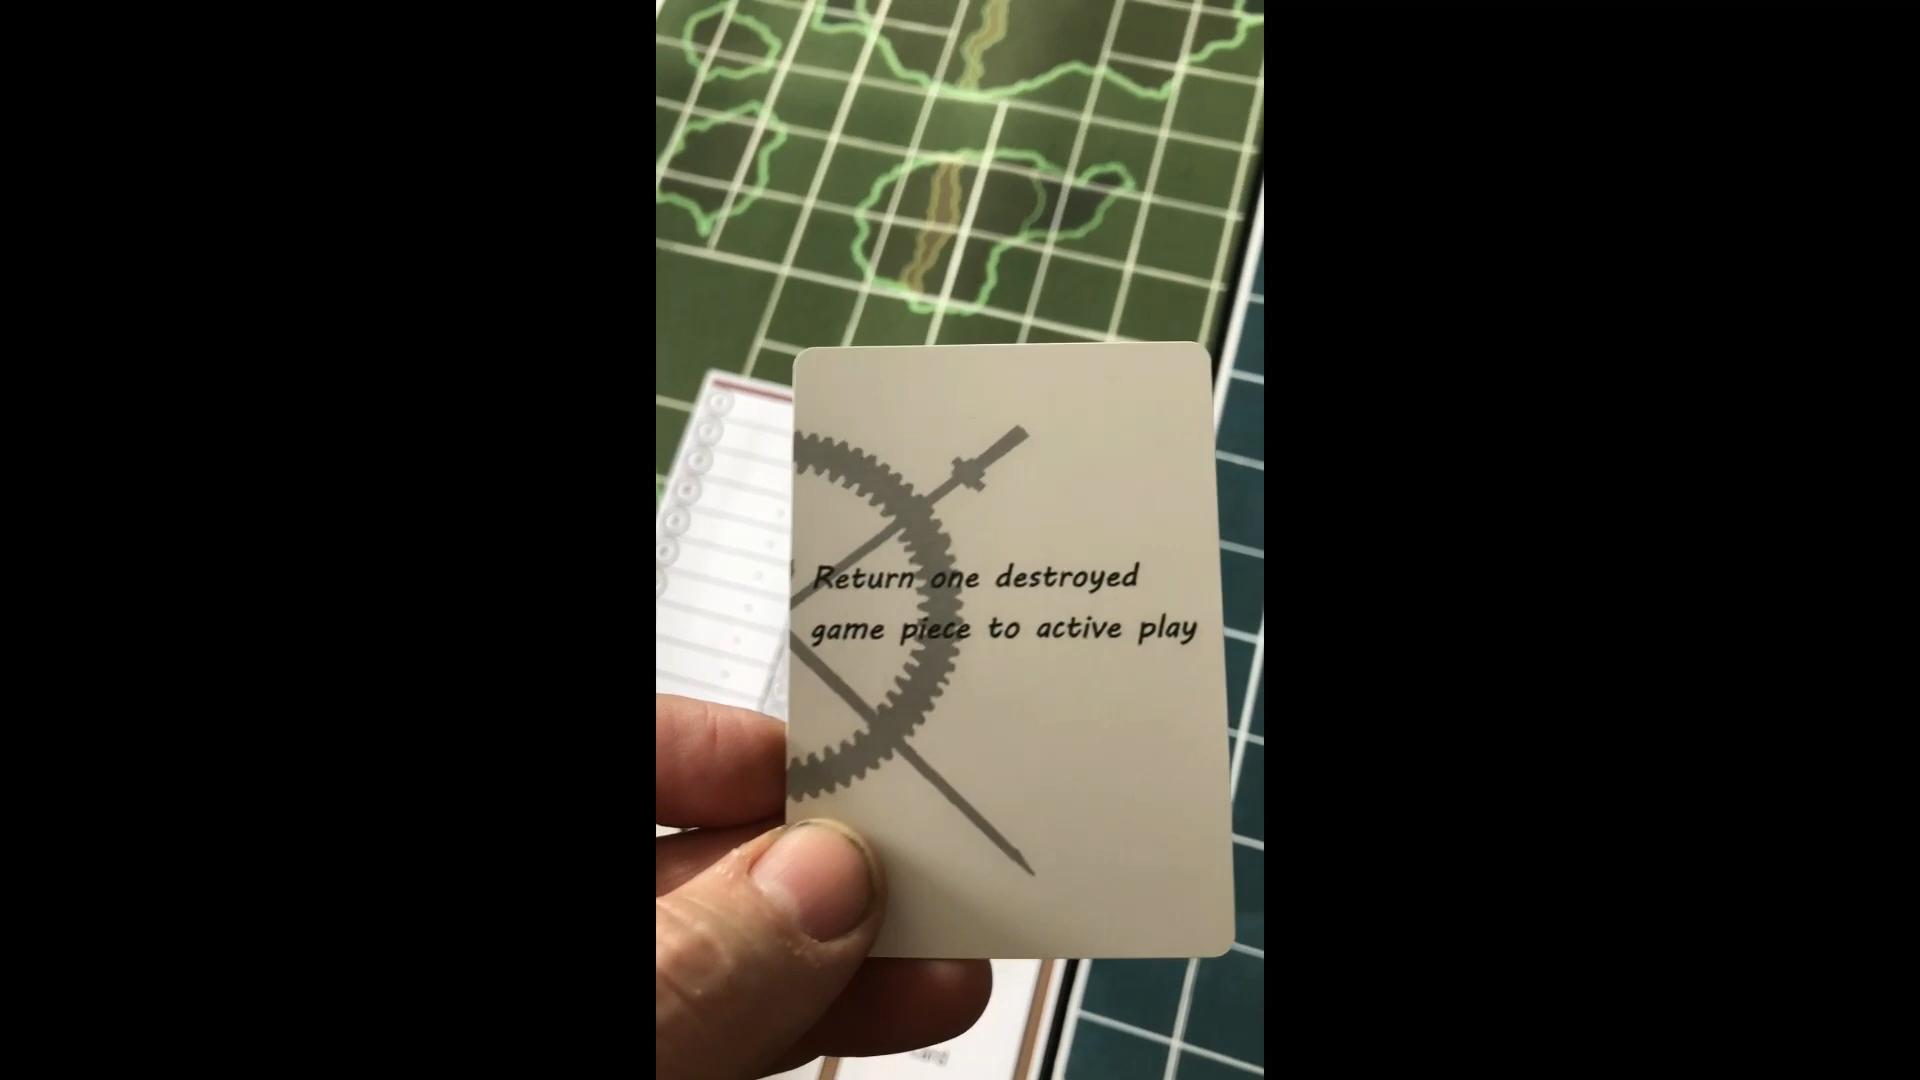 Return one destroyed
game piece to active play